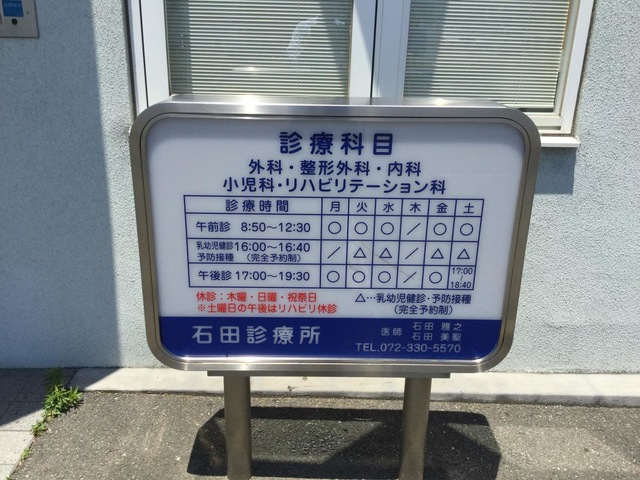 診療科目
外科・整形外科・内科
小児科・リハビリテーション科
診療時間 月 火 水 木 金 土
午前診 8:50～12:30 ○ ○ ○ ／ ○ ○
乳幼児健診 予防接種 16:00～16:40 (完全予約制) ／ △ △ ／ △ △
午後診 17:00～19:30 ○ ○ ○ ／ ○ 17:00～18:40
休診：木曜・日曜・祝祭日
※土曜日の午後はリハビリ休診
△…乳幼児健診・予防接種
(完全予約制)
石田診療所
医師 石田 雅之
石田 美聖
TEL.072-330-5570